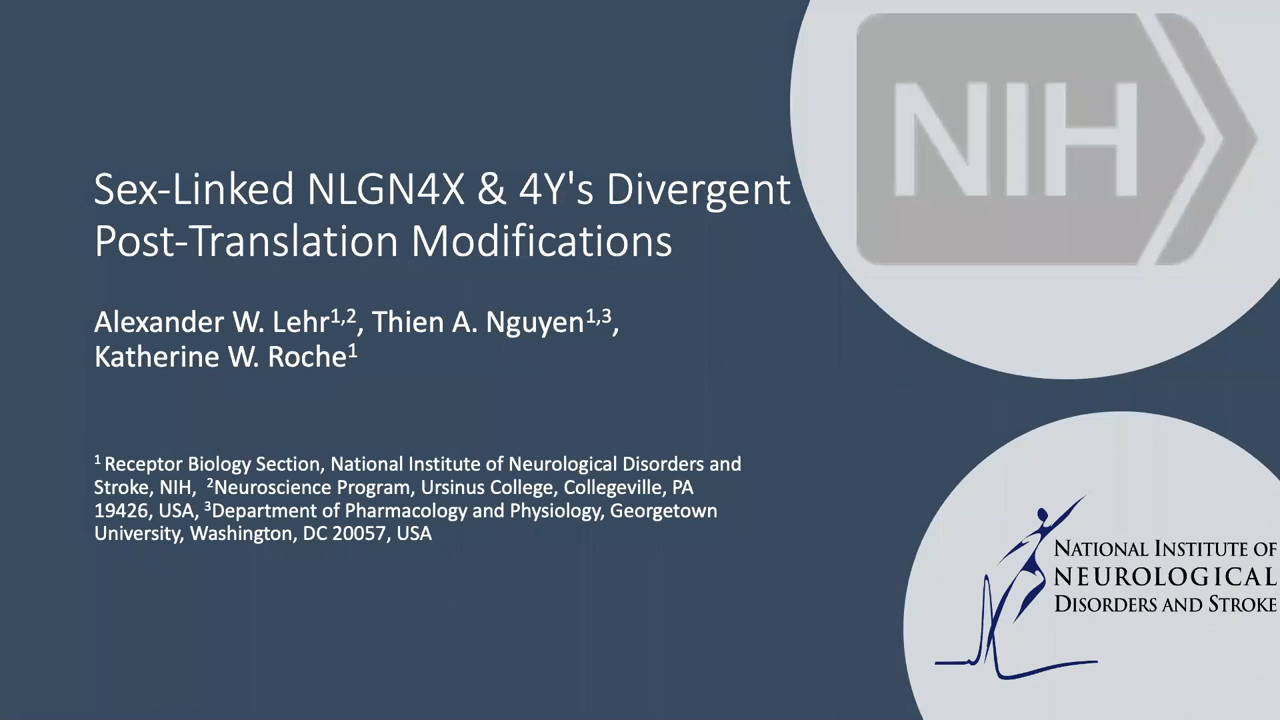 NIH
Sex-Linked NLGN4X & 4Y's Divergent
Post-Translation Modifications
Alexander W. Lehr1,2, Thien A. Nguyen1,3,
Katherine W. Roche1
1 Receptor Biology Section, National Institute of Neurological Disorders and
Stroke, NIH, 2Neuroscience Program, Ursinus College, Collegeville, PA
19426, USA, 3Department of Pharmacology and Physiology, Georgetown
University, Washington, DC 20057, USA
NATIONAL INSTITUTE OF
NEUROLOGICAL
DISORDERS AND STROKE